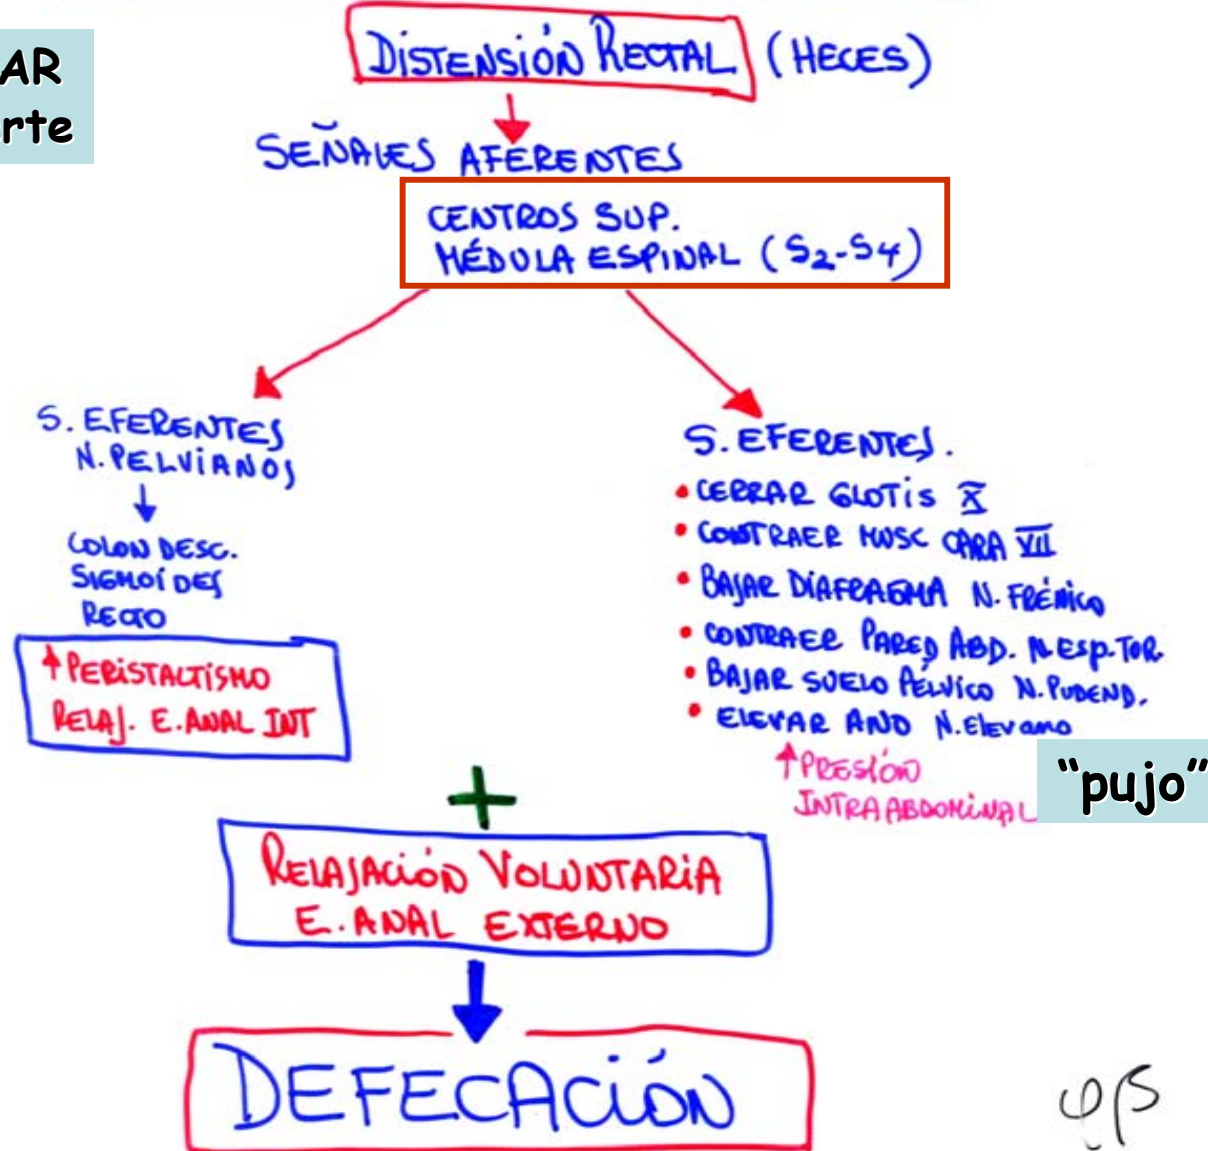 AR
rte
DISTENSIÓN RECTAL (HECES)
SEÑALES AFERENTES
CENTROS SUP.
MÉDULA ESPINAL (S2-S4)
S. EFERENTES
N. PELVIANOS
COLON DESC.
SIGMOIDES
RECTO
↑ PERISTALTISMO
RELAJ. E. ANAL INT
S. EFERENTES.
• CERRAR GLOTIS X
• CONTRAER MUSC CARA VII
• BAJAR DIAFRAGMA N. FRÉNICO
• CONTRAER PARED ABD. N. ESP. TOR.
• BAJAR SUELO PÉLVICO N. PUDEND.
• ELEVAR ANO N. Elevano
↑ PRESIÓN
INTRAABDOMINAL
“pujo”
+
RELAJACIÓN VOLUNTARIA
E. ANAL EXTERNO
DEFECACIÓN